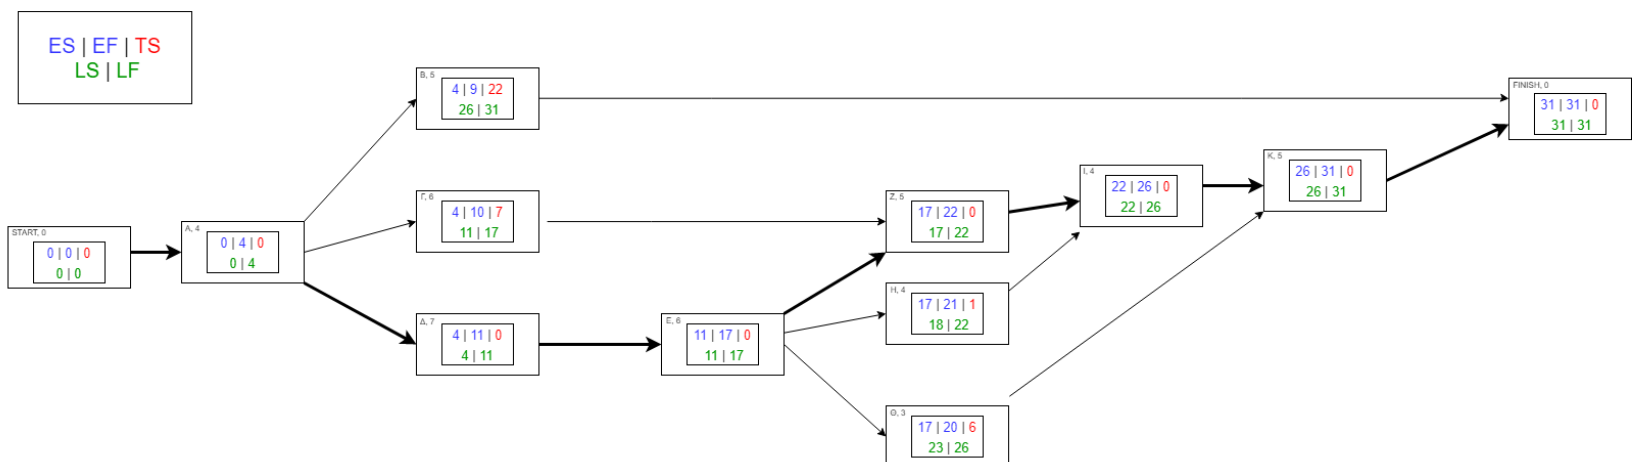 ES | EF | TS
LS | LF
START, 0
0 | 0 | 0
0 | 0
Α, 4
0 | 4 | 0
0 | 4
Β, 5
4 | 9 | 22
26 | 31
Γ, 6
4 | 10 | 7
11 | 17
Δ, 7
4 | 11 | 0
4 | 11
Ε, 6
11 | 17 | 0
11 | 17
Ζ, 5
17 | 22 | 0
17 | 22
Η, 4
17 | 21 | 1
18 | 22
Θ, 3
17 | 20 | 6
23 | 26
Ι, 4
22 | 26 | 0
22 | 26
Κ, 5
26 | 31 | 0
26 | 31
FINISH, 0
31 | 31 | 0
31 | 31